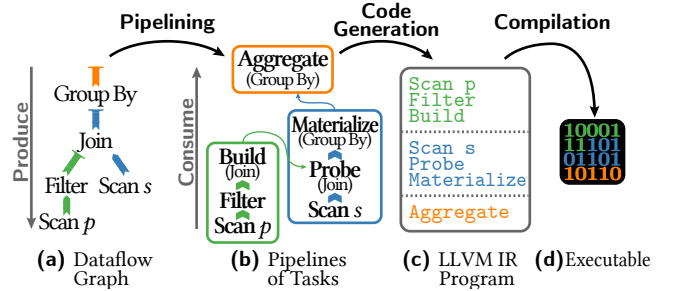 Pipelining
Code
Generation
Compilation
Produce
Group By
Join
Filter
Scan s
Scan p
Consume
Aggregate
(Group By)
Materialize
(Group By)
Probe
(Join)
Scan s
Build
(Join)
Filter
Scan p
Scan p
Filter
Build
Scan s
Probe
Materialize
Aggregate
10001
11101
01101
10110
(a) Dataflow
Graph
(b) Pipelines
of Tasks
(c) LLVM IR
Program
(d) Executable